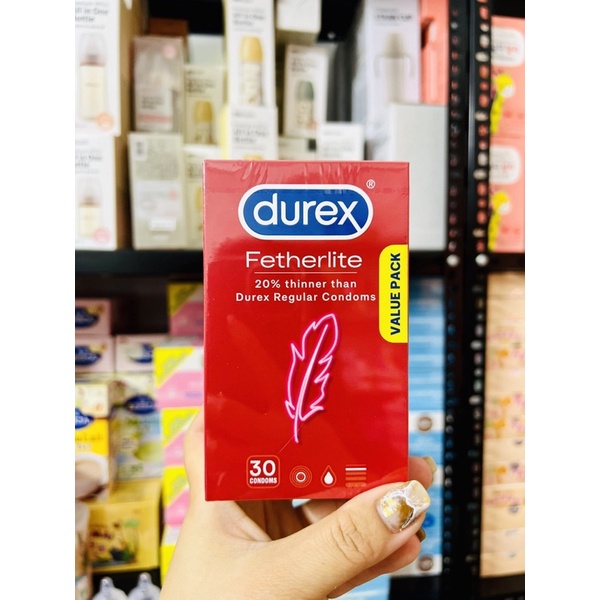 durex®
Fetherlite
20% thinner than
Durex Regular Condoms
VALUE PACK
30
CONDOMS